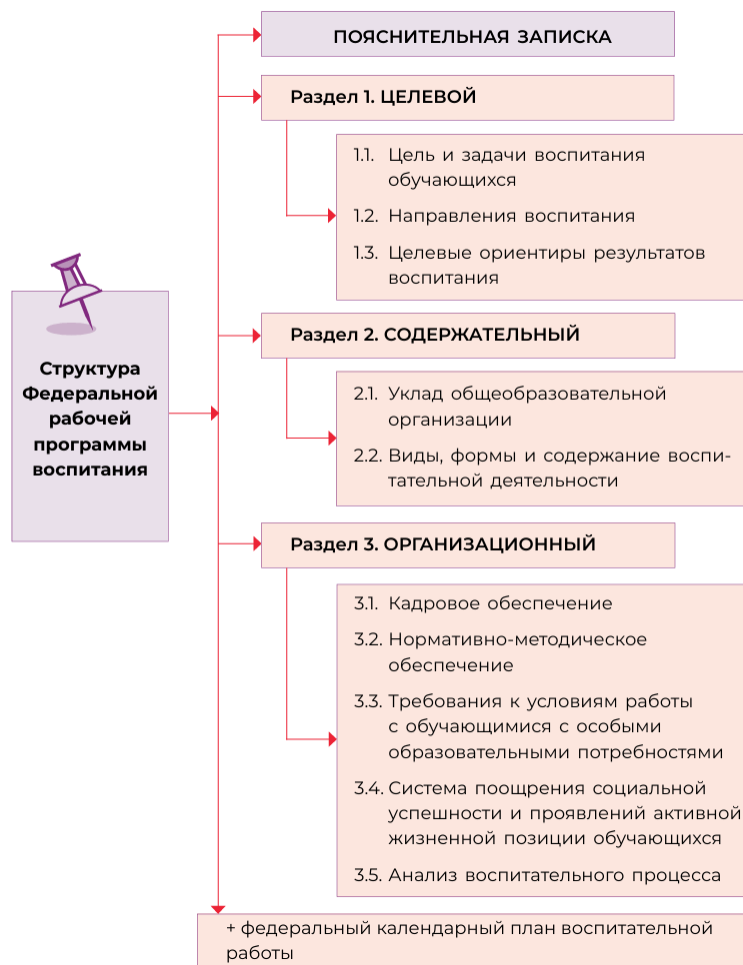 ПОЯСНИТЕЛЬНАЯ ЗАПИСКА
Раздел 1. ЦЕЛЕВОЙ
1.1. Цель и задачи воспитания
обучающихся
1.2. Направления воспитания
1.3. Целевые ориентиры результатов
воспитания
Структура
Федеральной
рабочей
программы
воспитания
Раздел 2. СОДЕРЖАТЕЛЬНЫЙ
2.1. Уклад общеобразовательной
организации
2.2. Виды, формы и содержание воспи-
тательной деятельности
Раздел 3. ОРГАНИЗАЦИОННЫЙ
3.1. Кадровое обеспечение
3.2. Нормативно-методическое
обеспечение
3.3. Требования к условиям работы
с обучающимися с особыми
образовательными потребностями
3.4. Система поощрения социальной
успешности и проявлений активной
жизненной позиции обучающихся
3.5. Анализ воспитательного процесса
+ федеральный календарный план воспитательной
работы